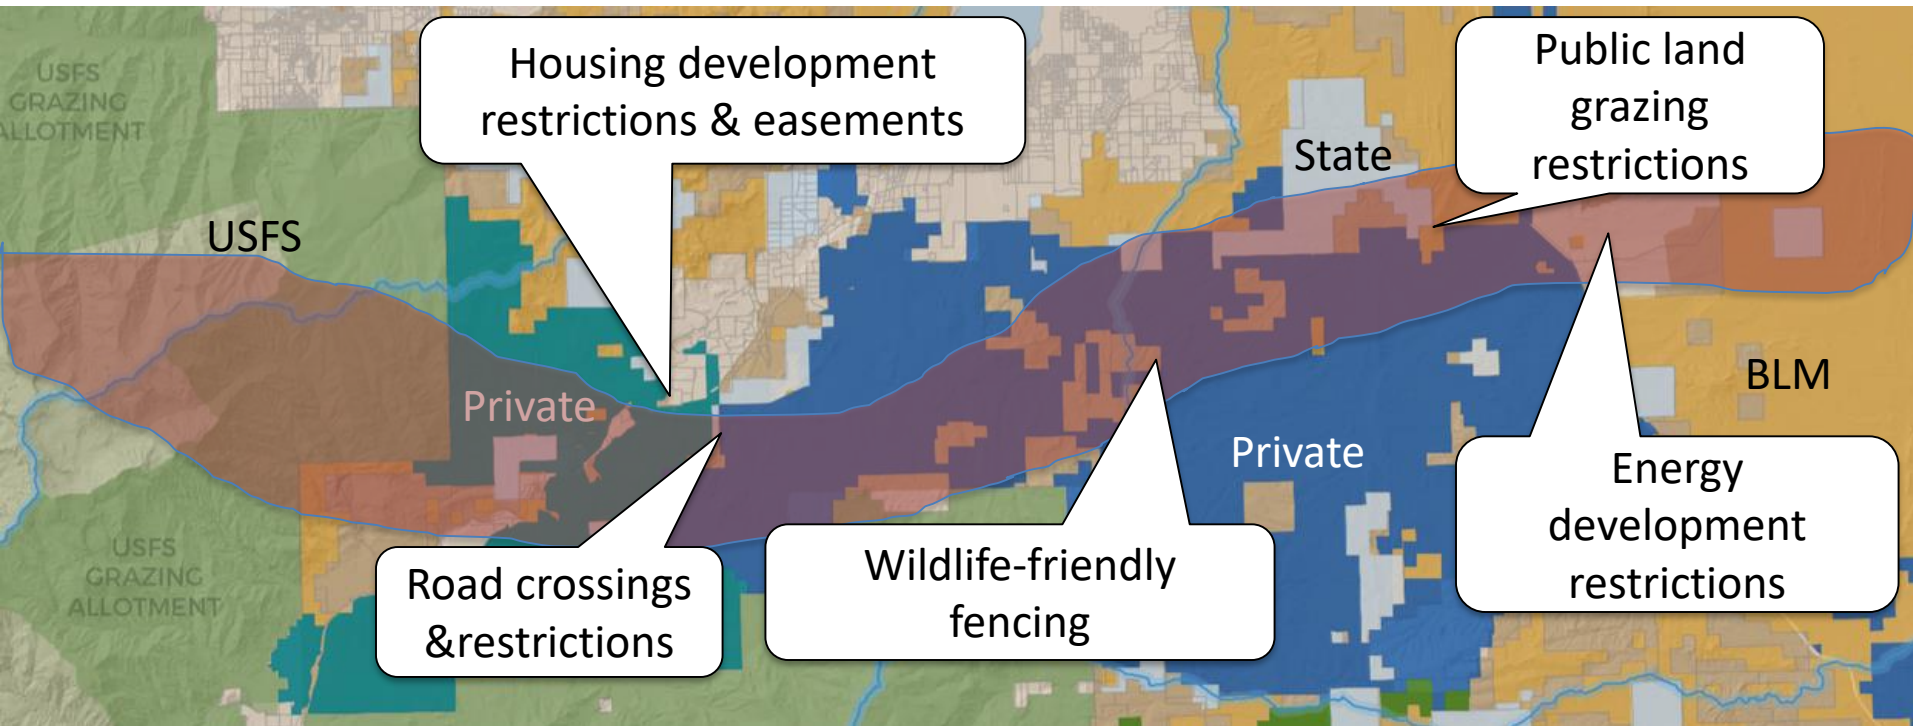 USFS
GRAZING
ALLOTMENT
Housing development
restrictions & easements
Public land
grazing
restrictions
State
USFS
Private
BLM
Private
Energy
development
restrictions
Road crossings
&restrictions
Wildlife-friendly
fencing
USFS
GRAZING
ALLOTMENT